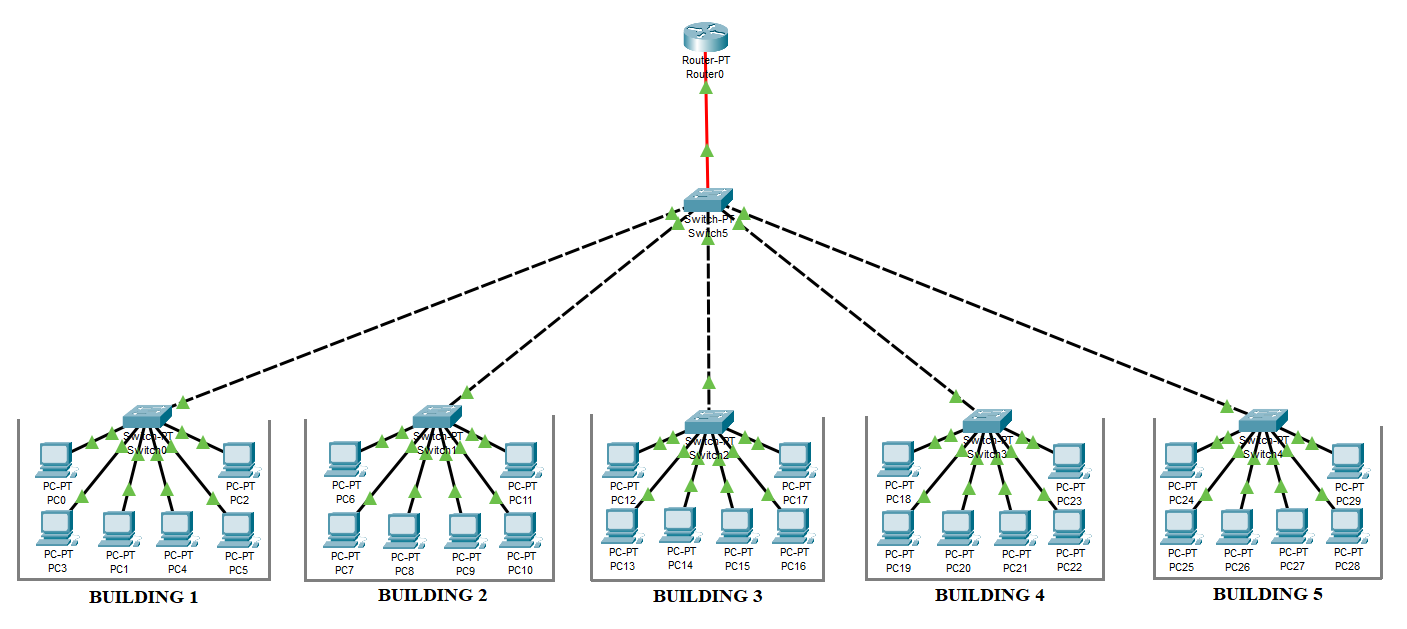 Router-PT
Router0
Switch-PT
Switch5
Switch-PT
Switch0
PC-PT
PC0
PC-PT
PC2
PC-PT
PC3
PC-PT
PC1
PC-PT
PC4
PC-PT
PC5
BUILDING 1
Switch-PT
Switch1
PC-PT
PC6
PC-PT
PC11
PC-PT
PC7
PC-PT
PC8
PC-PT
PC9
PC-PT
PC10
BUILDING 2
Switch-PT
Switch2
PC-PT
PC12
PC-PT
PC17
PC-PT
PC13
PC-PT
PC14
PC-PT
PC15
PC-PT
PC16
BUILDING 3
Switch-PT
Switch3
PC-PT
PC18
PC-PT
PC23
PC-PT
PC19
PC-PT
PC20
PC-PT
PC21
PC-PT
PC22
BUILDING 4
Switch-PT
Switch4
PC-PT
PC24
PC-PT
PC29
PC-PT
PC25
PC-PT
PC26
PC-PT
PC27
PC-PT
PC28
BUILDING 5